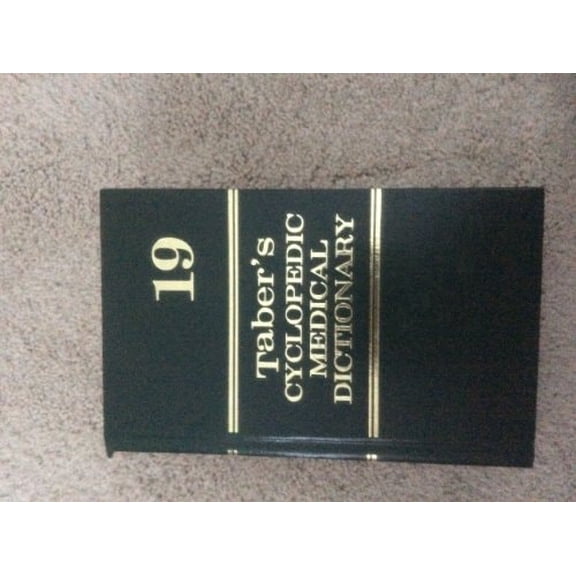 19
Taber's
CYCLOPEDIC
MEDICAL
DICTIONARY